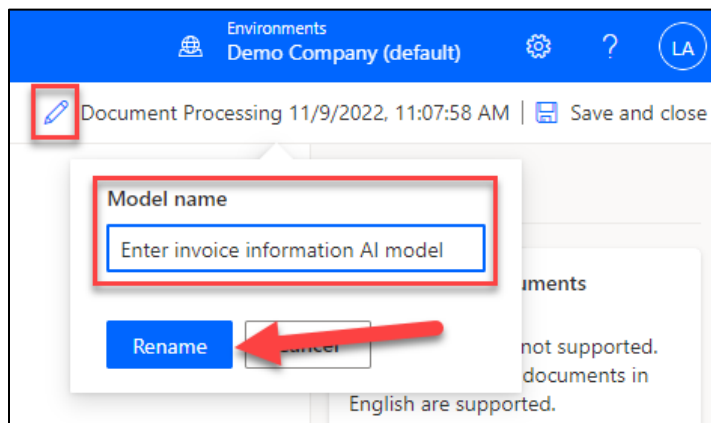 Environments
Demo Company (default)
?
LA
Document Processing 11/9/2022, 11:07:58 AM | Save and close
Model name
Enter invoice information AI model
Rename
not supported.
documents in
English are supported.